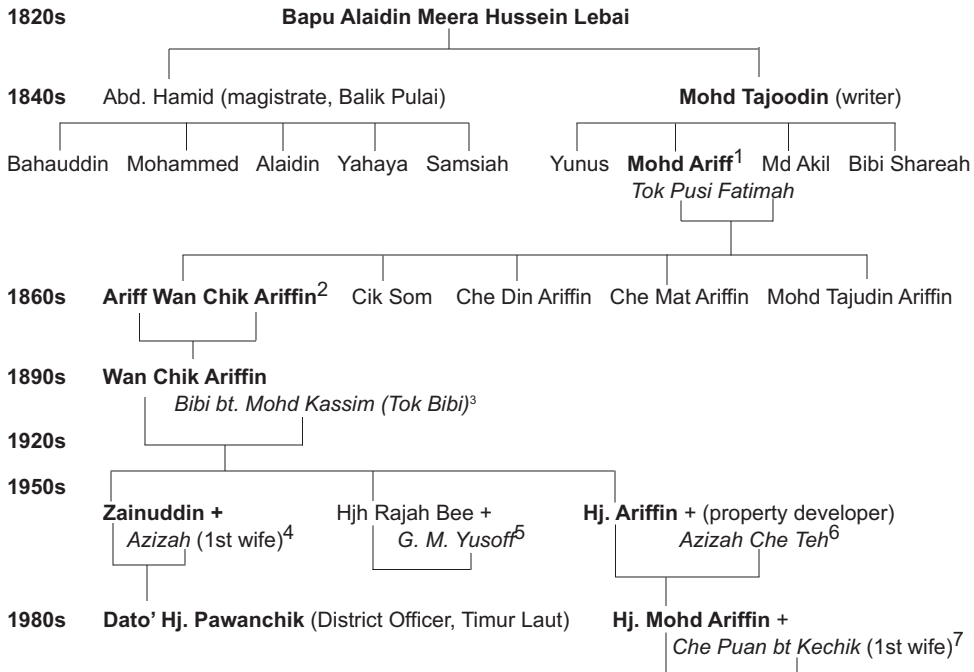 1820s Bapu Alaidin Meera Hussein Lebai
1840s Abd. Hamid (magistrate, Balik Pulai) Mohd Tajoodin (writer)
Bahauddin Mohammed Alaidin Yahaya Samsiah Yunus Mohd Ariff1 Md Akil Bibi Shareah
Tok Pusi Fatimah
1860s Ariff Wan Chik Ariffin2 Cik Som Che Din Ariffin Che Mat Ariffin Mohd Tajudin Ariffin
1890s Wan Chik Ariffin
Bibi bt. Mohd Kassim (Tok Bibi)3
1920s
1950s
Zainuddin + Hjh Rajah Bee + Hj. Ariffin + (property developer)
Azizah (1st wife)4 G. M. Yusoff5 Azizah Che Teh6
1980s Dato' Hj. Pawanchik (District Officer, Timur Laut) Hj. Mohd Ariffin +
Che Puan bt Kechik (1st wife)7